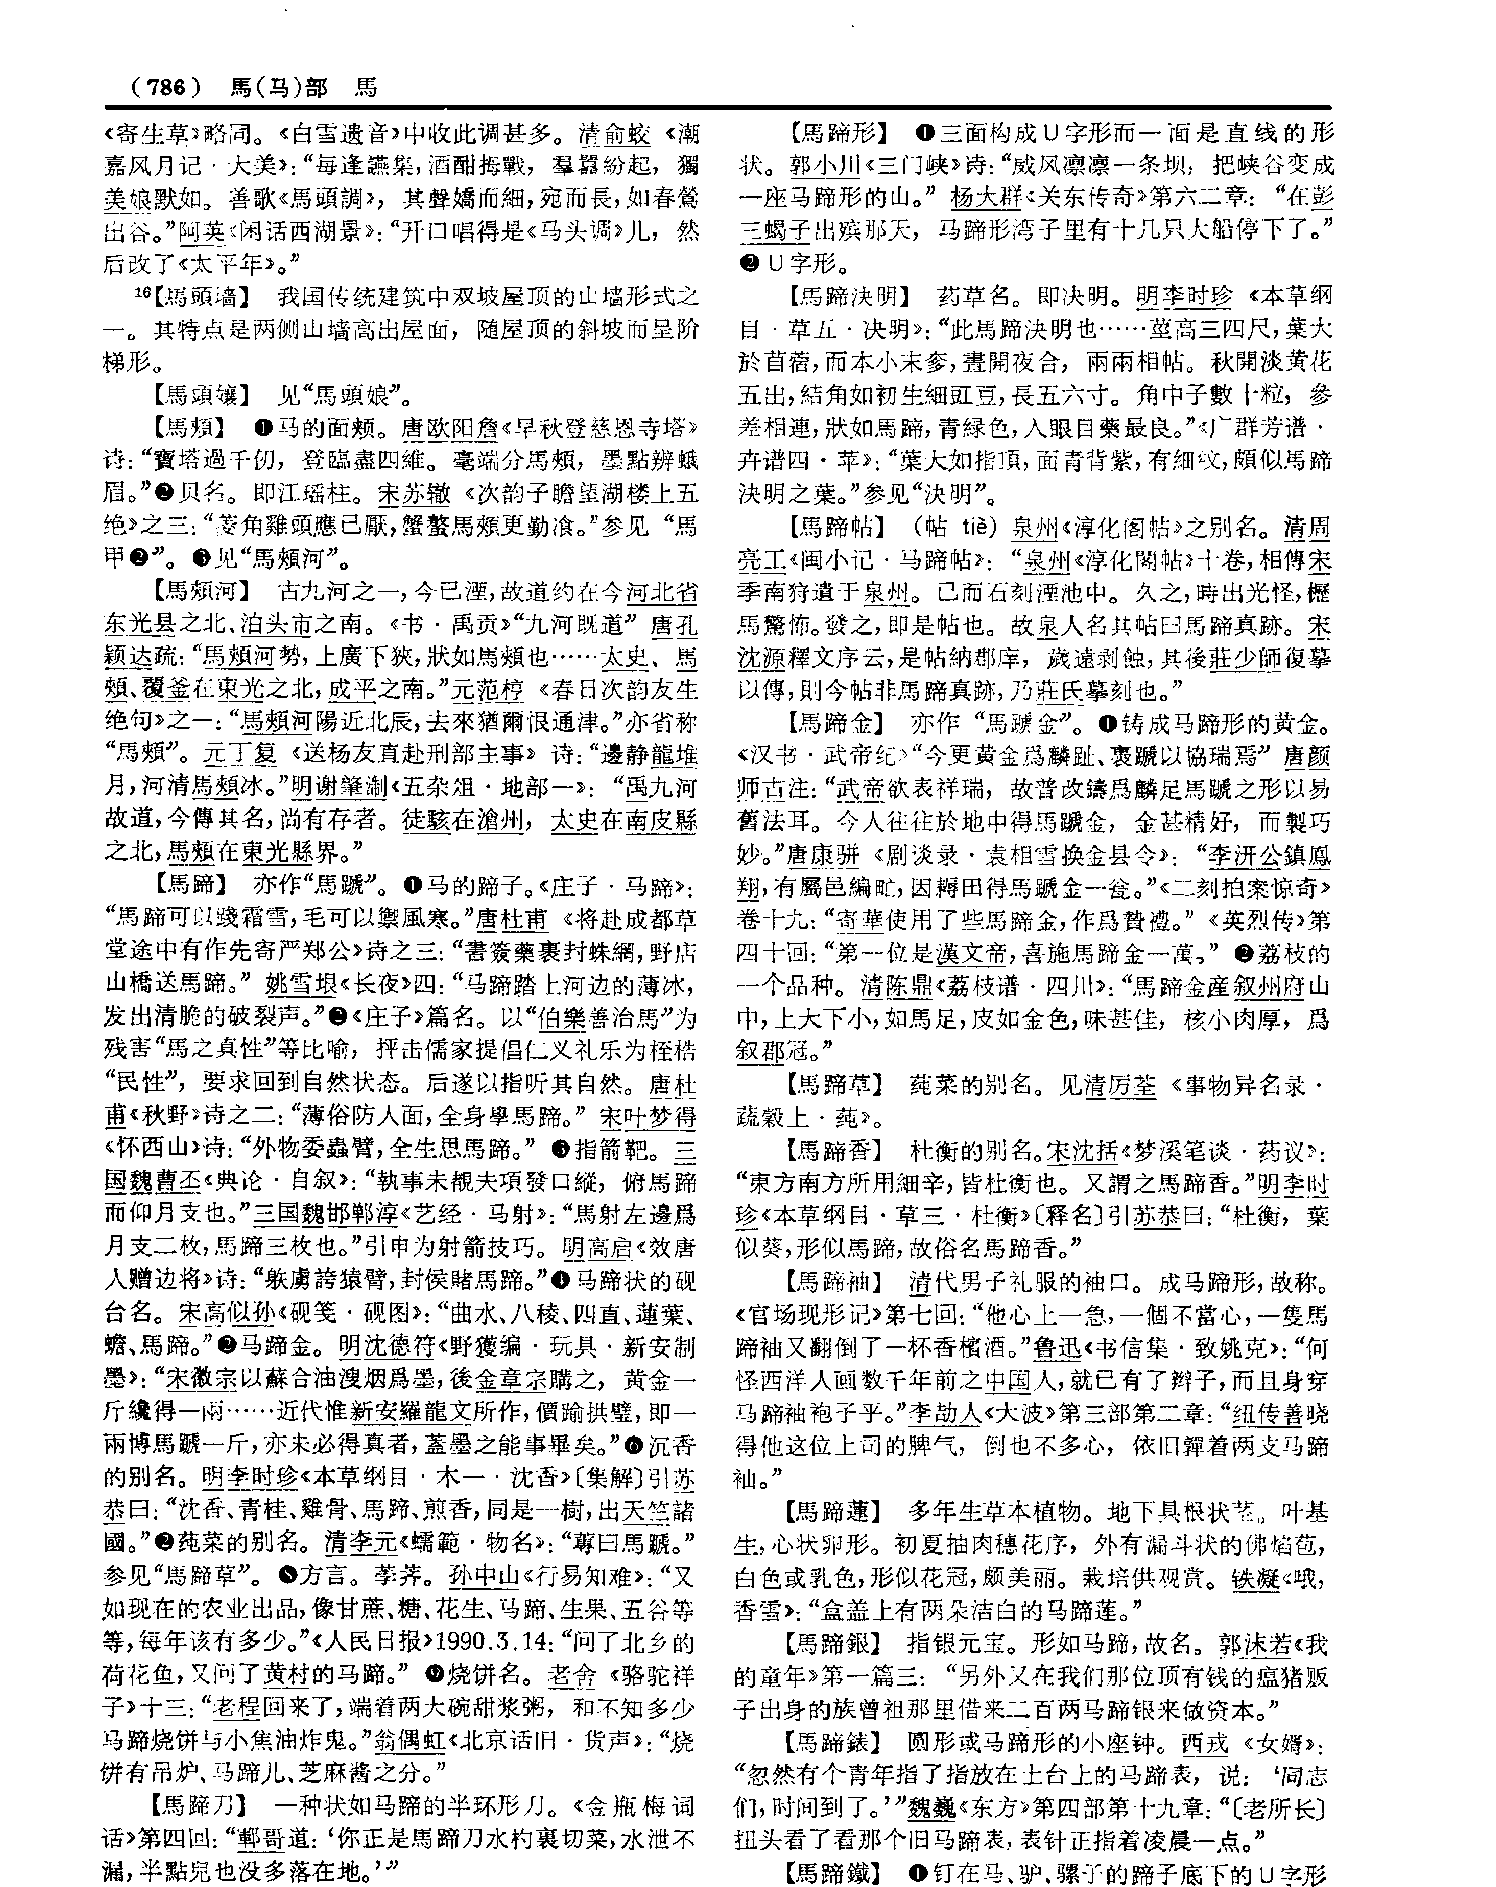 （786） 馬(马)部 馬
《寄生草》略同。《白雪遗音》中收此调甚多。清俞蛟《潮
嘉风月记·大美》：“每逢讌集，酒酣拇戰，羣囂紛起，獨
美娘默如。善歌《馬頭調》，其聲嬌而細，宛而長，如春鶯
出谷。”阿英《闲话西湖景》：“开口唱得是《马头调》儿，然
后改了《太平年》。”
16【馬頭墙】 我国传统建筑中双坡屋顶的山墙形式之
一。其特点是两侧山墙高出屋面，随屋顶的斜坡而呈阶
梯形。
【馬頭孃】 见“馬頭娘”。
【馬頰】 ❶马的面颊。唐欧阳詹《早秋登慈恩寺塔》
诗：“寶塔過千仞，登臨盡四維。毫端分馬頰，墨點辨蛾
眉。”❷贝名。即江瑶柱。宋苏辙《次韵子瞻望湖楼上五
绝》之三：“菱角雞頭應已厭，蟹螯馬頰更勤飡。”参见“馬
甲❷”。❸见“馬頰河”。
【馬頰河】 古九河之一，今已湮，故道约在今河北省
东光县之北、泊头市之南。《书·禹贡》“九河既道”唐孔
颖达疏：“馬頰河勢，上廣下狹，狀如馬頰也……太史、馬
頰、覆釜在東光之北，成平之南。”元范梈《春日次韵友生
绝句》之一：“馬頰河陽近北辰，去來猶爾恨通津。”亦省称
“馬頰”。元丁复《送杨友直赴刑部主事》诗：“邊静龍堆
月，河清馬頰冰。”明谢肇淛《五杂俎·地部一》：“禹九河
故道，今傳其名，尚有存者。徒駭在滄州，太史在南皮縣
之北，馬頰在東光縣界。”
【馬蹄】 亦作“馬蹏”。❶马的蹄子。《庄子·马蹄》：
“馬蹄可以踐霜雪，毛可以禦風寒。”唐杜甫《将赴成都草
堂途中有作先寄严郑公》诗之三：“書籤藥裹封蛛網，野店
山橋送馬蹄。”姚雪垠《长夜》四：“马蹄踏上河边的薄冰，
发出清脆的破裂声。”❷《庄子》篇名。以“伯樂善治馬”为
残害“馬之真性”等比喻，抨击儒家提倡仁义礼乐为桎梏
“民性”，要求回到自然状态。后遂以指听其自然。唐杜
甫《秋野》诗之二：“薄俗防人面，全身學馬蹄。”宋叶梦得
《怀西山》诗：“外物委蟲臂，全生思馬蹄。”❸指箭靶。三
国魏曹丕《典论·自叙》：“執事未覩夫項發口縱，俯馬蹄
而仰月支也。”三国魏邯郸淳《艺经·马射》：“馬射左邊爲
月支二枚，馬蹄三枚也。”引申为射箭技巧。明高启《效唐
人赠边将》诗：“躲虜誇猿臂，封侯賭馬蹄。”❹马蹄状的砚
台名。宋高似孙《砚笺·砚图》：“曲水、八稜、四直、蓮葉、
蟾、馬蹄。”❷马蹄金。明沈德符《野獲编·玩具·新安制
墨》：“宋徽宗以蘇合油溲烟爲墨，後金章宗購之，黄金一
斤纔得一兩……近代惟新安羅龍文所作，價踰拱璧，即一
兩博馬蹏一斤，亦未必得真者，蓋墨之能事畢矣。”❻沉香
的别名。明李时珍《本草纲目·木一·沈香》〔集解〕引苏
恭曰：“沈香、青桂、雞骨、馬蹄、煎香，同是一樹，出天竺諸
國。”❷莼菜的别名。清李元《蠕範·物名》：“蓴曰馬蹏。”
参见“馬蹄草”。❽方言。荸荠。孙中山《行易知难》：“又
如现在的农业出品，像甘蔗、糖、花生、马蹄、生果、五谷等
等，每年该有多少。”《人民日报》1990.3.14：“问了北乡的
荷花鱼，又问了黄村的马蹄。”❾烧饼名。老舍《骆驼祥
子》十三：“老程回来了，端着两大碗甜浆粥，和不知多少
马蹄烧饼与小焦油炸鬼。”翁偶虹《北京话旧·货声》：“烧
饼有吊炉、马蹄儿、芝麻酱之分。”
【馬蹄刀】 一种状如马蹄的半环形刀。《金瓶梅词
话》第四回：“鄆哥道：‘你正是馬蹄刀水杓裏切菜，水泄不
漏，半點兒也没多落在地。’”
【馬蹄形】 ❶三面构成U字形而一面是直线的形
状。郭小川《三门峡》诗：“威风凛凛一条坝，把峡谷变成
一座马蹄形的山。”杨大群《关东传奇》第六二章：“在彭
三蝎子出殡那天，马蹄形湾子里有十几只大船停下了。”
❷U字形。
【馬蹄决明】 药草名。即决明。明李时珍《本草纲
目·草五·决明》：“此馬蹄決明也……莖高三四尺，葉大
於苜蓿，而本小末奓，晝開夜合，兩兩相帖。秋開淡黄花
五出，結角如初生細豇豆，長五六寸。角中子數十粒，參
差相連，狀如馬蹄，青緑色，入眼目藥最良。”《广群芳谱·
卉谱四·苹》：“葉大如指頂，面青背紫，有細紋，頗似馬蹄
決明之葉。”参见“決明”。
【馬蹄帖】 （帖 tiè）泉州《淳化阁帖》之别名。清周
亮工《闽小记·马蹄帖》：“泉州《淳化閣帖》十卷，相傳宋
季南狩遺于泉州。已而石刻湮池中。久之，時出光怪，櫪
馬驚怖。發之，即是帖也。故泉人名其帖曰馬蹄真跡。宋
沈源釋文序云，是帖納郡庠，歲遠剥蝕，其後莊少師復摹
以傳，則今帖非馬蹄真跡，乃莊氏摹刻也。”
【馬蹄金】 亦作“馬蹏金”。❶铸成马蹄形的黄金。
《汉书·武帝纪》“今更黄金爲麟趾、褭蹏以協瑞焉”唐颜
师古注：“武帝欲表祥瑞，故普改鑄爲麟足馬蹏之形以易
舊法耳。今人往往於地中得馬蹏金，金甚精好，而製巧
妙。”唐康骈《剧谈录·袁相雪换金县令》：“李汧公鎮鳳
翔，有屬邑編甿，因耨田得馬蹏金一瓮。”《二刻拍案惊奇》
卷十九：“寄華使用了些馬蹄金，作爲贄禮。”《英烈传》第
四十回：“第一位是漢文帝，喜施馬蹄金一萬。”❷荔枝的
一个品种。清陈鼎《荔枝谱·四川》：“馬蹄金産叙州府山
中，上大下小，如馬足，皮如金色，味甚佳，核小肉厚，爲
叙郡冠。”
【馬蹄草】 莼菜的别名。见清厉荃《事物异名录·
蔬穀上·莼》。
【馬蹄香】 杜衡的别名。宋沈括《梦溪笔谈·药议》：
“東方南方所用細辛，皆杜衡也。又謂之馬蹄香。”明李时
珍《本草纲目·草三·杜衡》〔释名〕引苏恭曰：“杜衡，葉
似葵，形似馬蹄，故俗名馬蹄香。”
【馬蹄袖】 清代男子礼服的袖口。成马蹄形，故称。
《官场现形记》第七回：“他心上一急，一個不當心，一隻馬
蹄袖又翻倒了一杯香檳酒。”鲁迅《书信集·致姚克》：“何
怪西洋人画数千年前之中国人，就已有了辫子，而且身穿
马蹄袖袍子乎。”李劼人《大波》第三部第二章：“纽传善晓
得他这位上司的脾气，倒也不多心，依旧亸着两支马蹄
袖。”
【馬蹄蓮】 多年生草本植物。地下具根状茎。叶基
生，心状卵形。初夏抽肉穗花序，外有漏斗状的佛焰苞，
白色或乳色，形似花冠，颇美丽。栽培供观赏。铁凝《哦，
香雪》：“盒盖上有两朵洁白的马蹄莲。”
【馬蹄銀】 指银元宝。形如马蹄，故名。郭沫若《我
的童年》第一篇三：“另外又在我们那位顶有钱的瘟猪贩
子出身的族曾祖那里借来二百两马蹄银来做资本。”
【馬蹄錶】 圆形或马蹄形的小座钟。西戎《女婿》：
“忽然有个青年指了指放在土台上的马蹄表，说：‘同志
们，时间到了。’”魏巍《东方》第四部第十九章：“〔老所长〕
扭头看了看那个旧马蹄表，表针正指着凌晨一点。”
【馬蹄鐵】 ❶钉在马、驴、骡子的蹄子底下的U字形